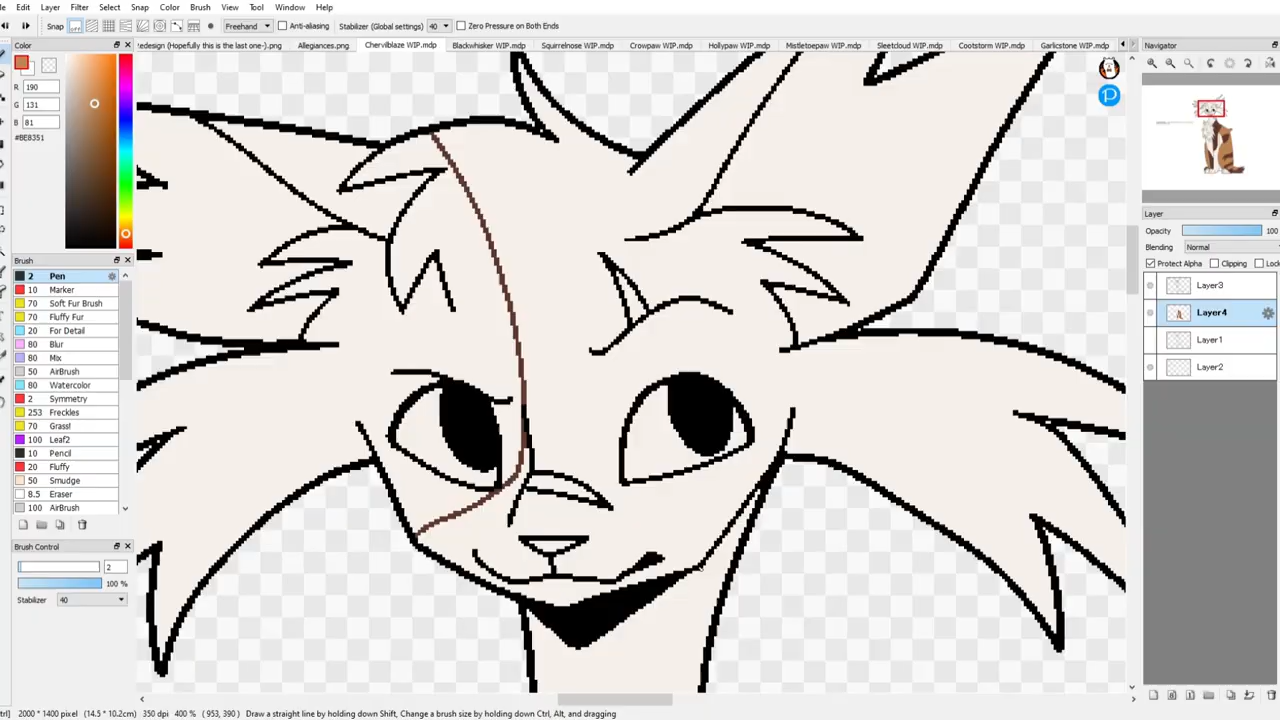 Edit Layer Filter Snap Color Brush View Tool Window Help
Snap off Freehand Anti-aliasing Stabilizer (Global settings) 40 Zero Pressure on Both Ends
Color
edesign (Hopefully this is the last one-).png Allegiances.png Chervilblaze WIP.mdp Blackwhisker WIP.mdp Squirrelnose WIP.mdp Crowpaw WIP.mdp Hollypaw WIP.mdp Mistletoepaw WIP.mdp Sleetcloud WIP.mdp Cootstorm WIP.mdp Garlicstone WIP.mdp
Navigator
R 190
G 131
B 81
#BE8351
P
Layer
Opacity 100
Blending Normal
Protect Alpha Clipping Lock
Layer3
Layer4
Layer1
Layer2
Brush
2 Pen
10 Marker
70 Soft Fur Brush
70 Fluffy Fur
20 For Detail
80 Blur
80 Mix
50 AirBrush
80 Watercolor
2 Symmetry
253 Freckles
70 Grass!
100 Leaf2
10 Pencil
20 Fluffy
50 Smudge
8.5 Eraser
100 AirBrush
Brush Control
2
100 %
Stabilizer 40
ctrl] 2000 * 1400 pixel (14.5 * 10.2cm) 350 dpi 400 % ( 953, 390 ) Draw a straight line by holding down Shift, Change a brush size by holding down Ctrl, Alt, and dragging